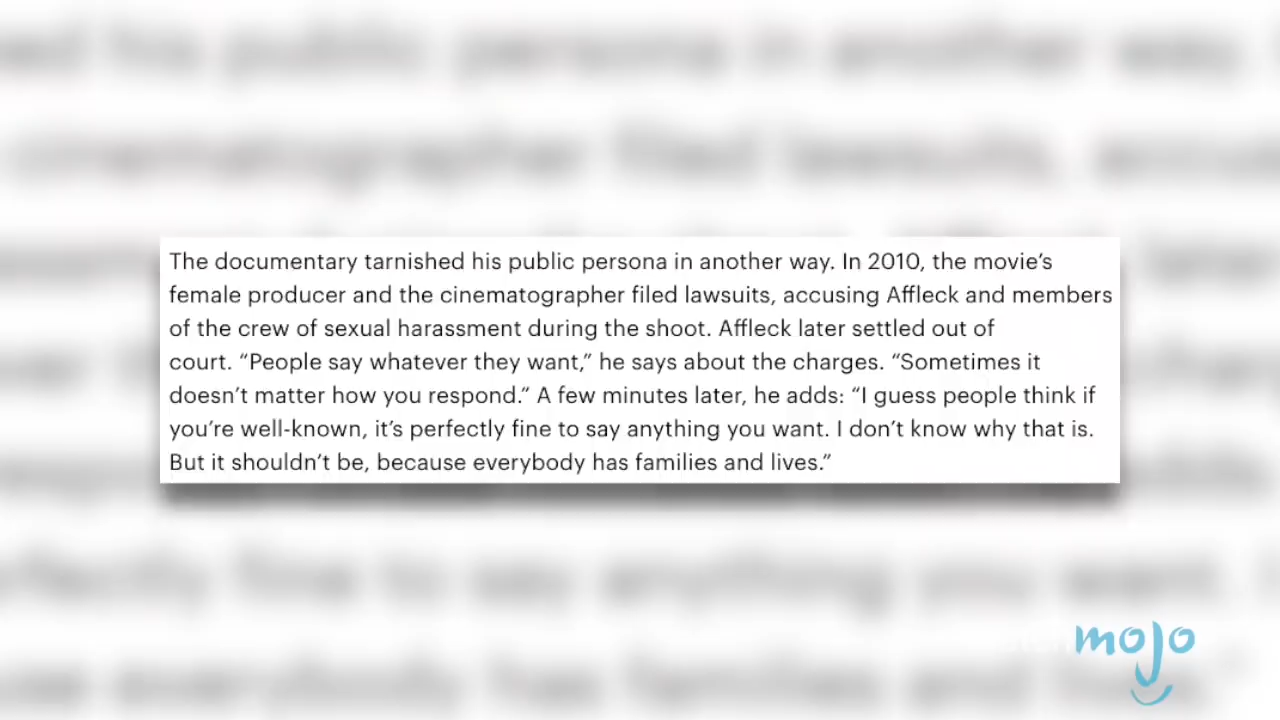 The documentary tarnished his public persona in another way. In 2010, the movie’s
female producer and the cinematographer filed lawsuits, accusing Affleck and members
of the crew of sexual harassment during the shoot. Affleck later settled out of
court. “People say whatever they want,” he says about the charges. “Sometimes it
doesn’t matter how you respond.” A few minutes later, he adds: “I guess people think if
you’re well-known, it’s perfectly fine to say anything you want. I don’t know why that is.
But it shouldn’t be, because everybody has families and lives.”
mojo